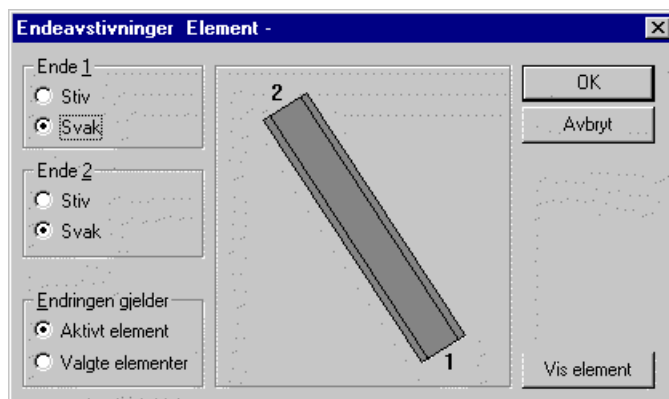 Endeavstivninger Element -
Ende 1
Stiv
Svak
Ende 2
Stiv
Svak
Endringen gjelder
Aktivt element
Valgte elementer
2
1
OK
Avbryt
Vis element